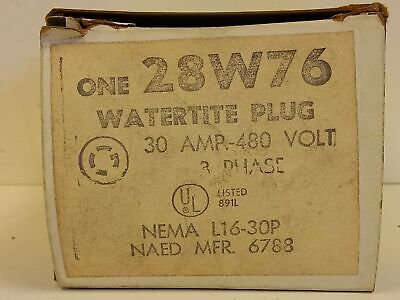 ONE 28W76
WATERTITE PLUG
30 AMP.-480 VOLT
3 PHASE
UL LISTED
891L
NEMA L16-30P
NAED MFR. 6788